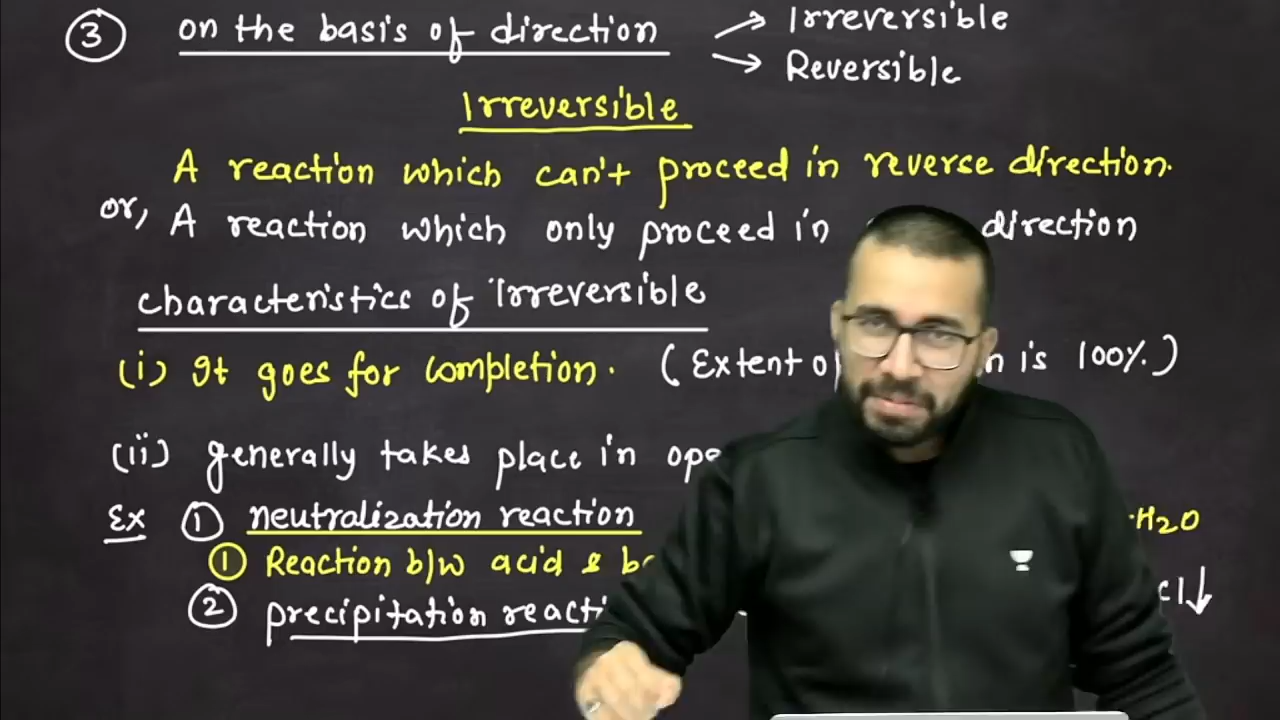 ③ on the basis of direction → Irreversible
→ Reversible
Irreversible
A reaction which can't proceed in reverse direction.
or, A reaction which only proceed in direction
characteristics of Irreversible
(i) It goes for completion. (Extent is 100%.)
(ii) generally takes place in
Ex ① neutralization reaction H2O
① Reaction b/w acid &
② precipitation cl↓